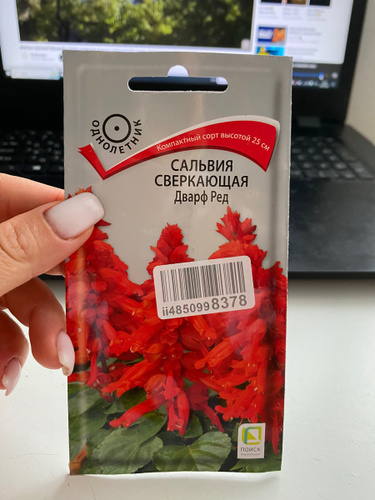 ОДНОЛЕТНИК
Компактный сорт высотой 25 см
САЛЬВИЯ
СВЕРКАЮЩАЯ
Дварф Ред
ii4850998378
ПОИСК